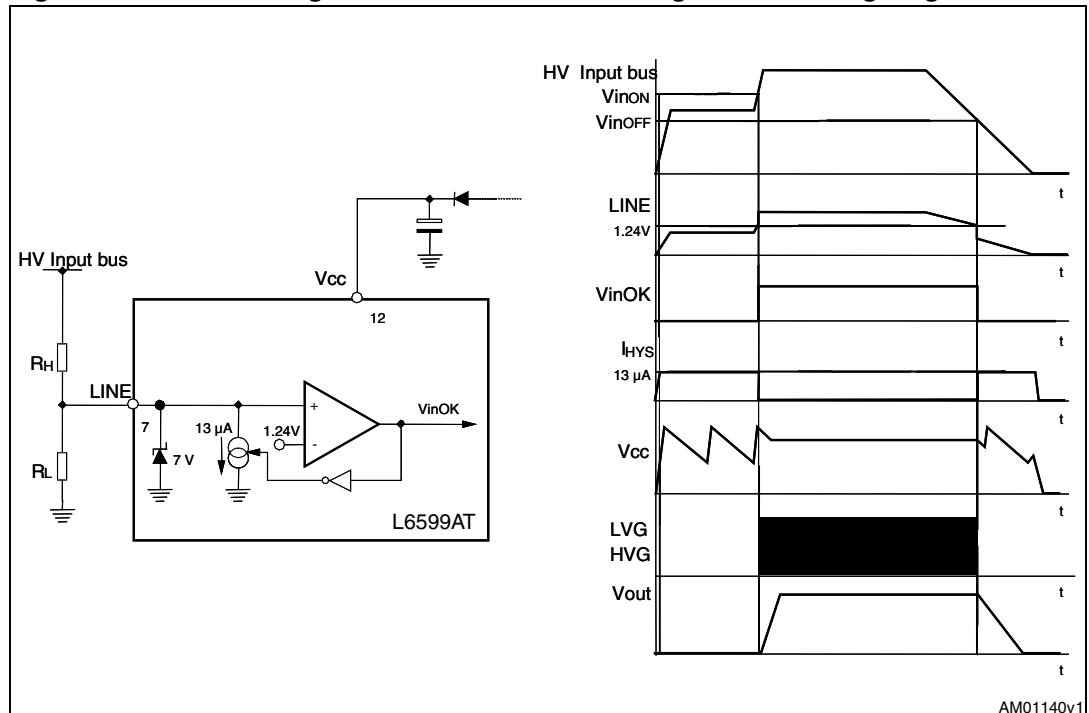 HV Input bus
RH
RL
LINE
7
7 V
13 µA
1.24V
+
-
VinOK
Vcc
12
L6599AT
HV Input bus
VinON
VinOFF
t
LINE
1.24V
t
VinOK
t
IHYS
13 µA
t
Vcc
t
LVG
HVG
t
Vout
t
AM01140v1